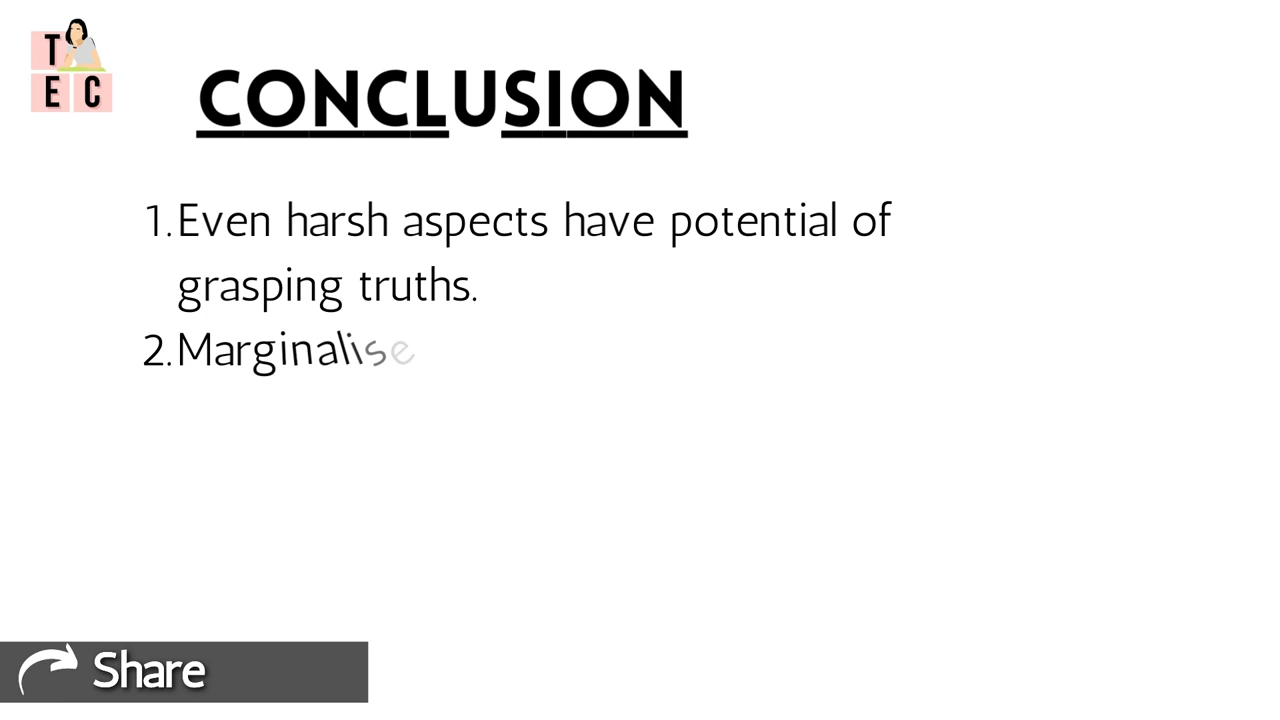 T
E C
CONCLUSION
1. Even harsh aspects have potential of
grasping truths.
2. Marginalise
Share